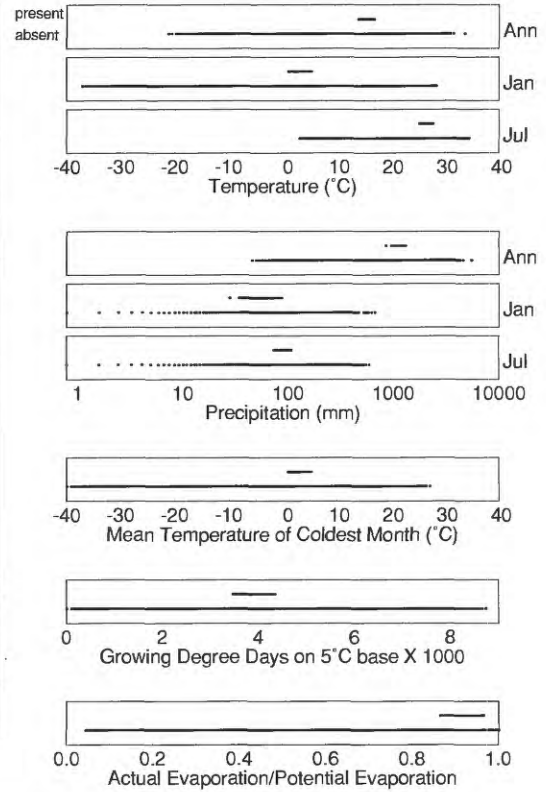 present
absent
Ann
Jan
Jul
-40 -30 -20 -10 0 10 20 30 40
Temperature (˚C)
Ann
Jan
Jul
1 10 100 1000 10000
Precipitation (mm)
-40 -30 -20 -10 0 10 20 30 40
Mean Temperature of Coldest Month (˚C)
0 2 4 6 8
Growing Degree Days on 5˚C base X 1000
0.0 0.2 0.4 0.6 0.8 1.0
Actual Evaporation/Potential Evaporation